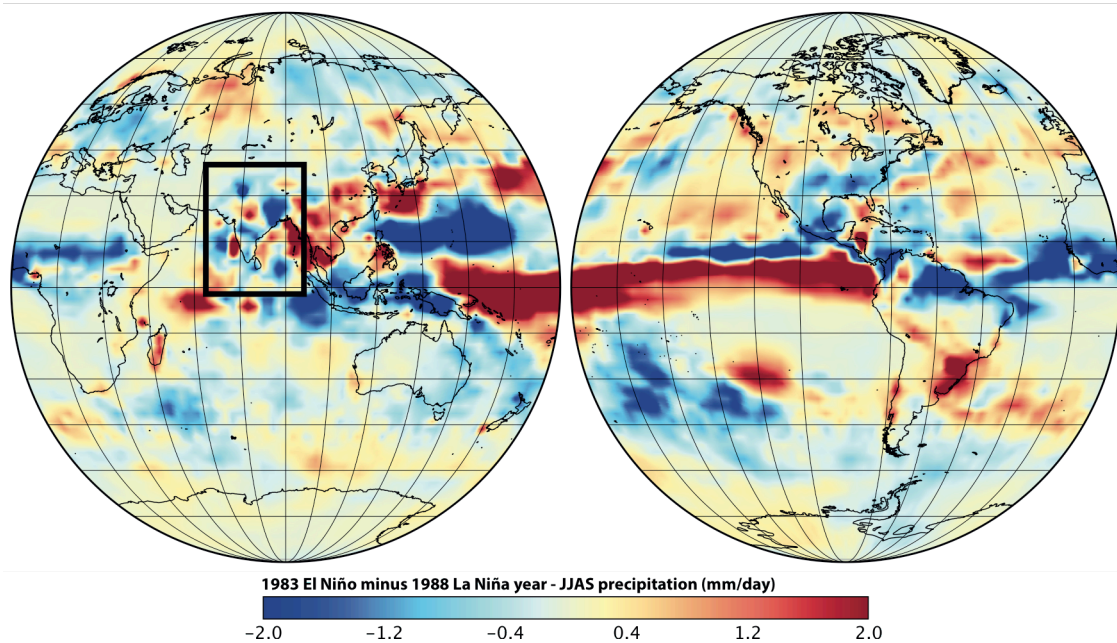 1983 El Niño minus 1988 La Niña year - JJAS precipitation (mm/day)
−2.0 −1.2 −0.4 0.4 1.2 2.0